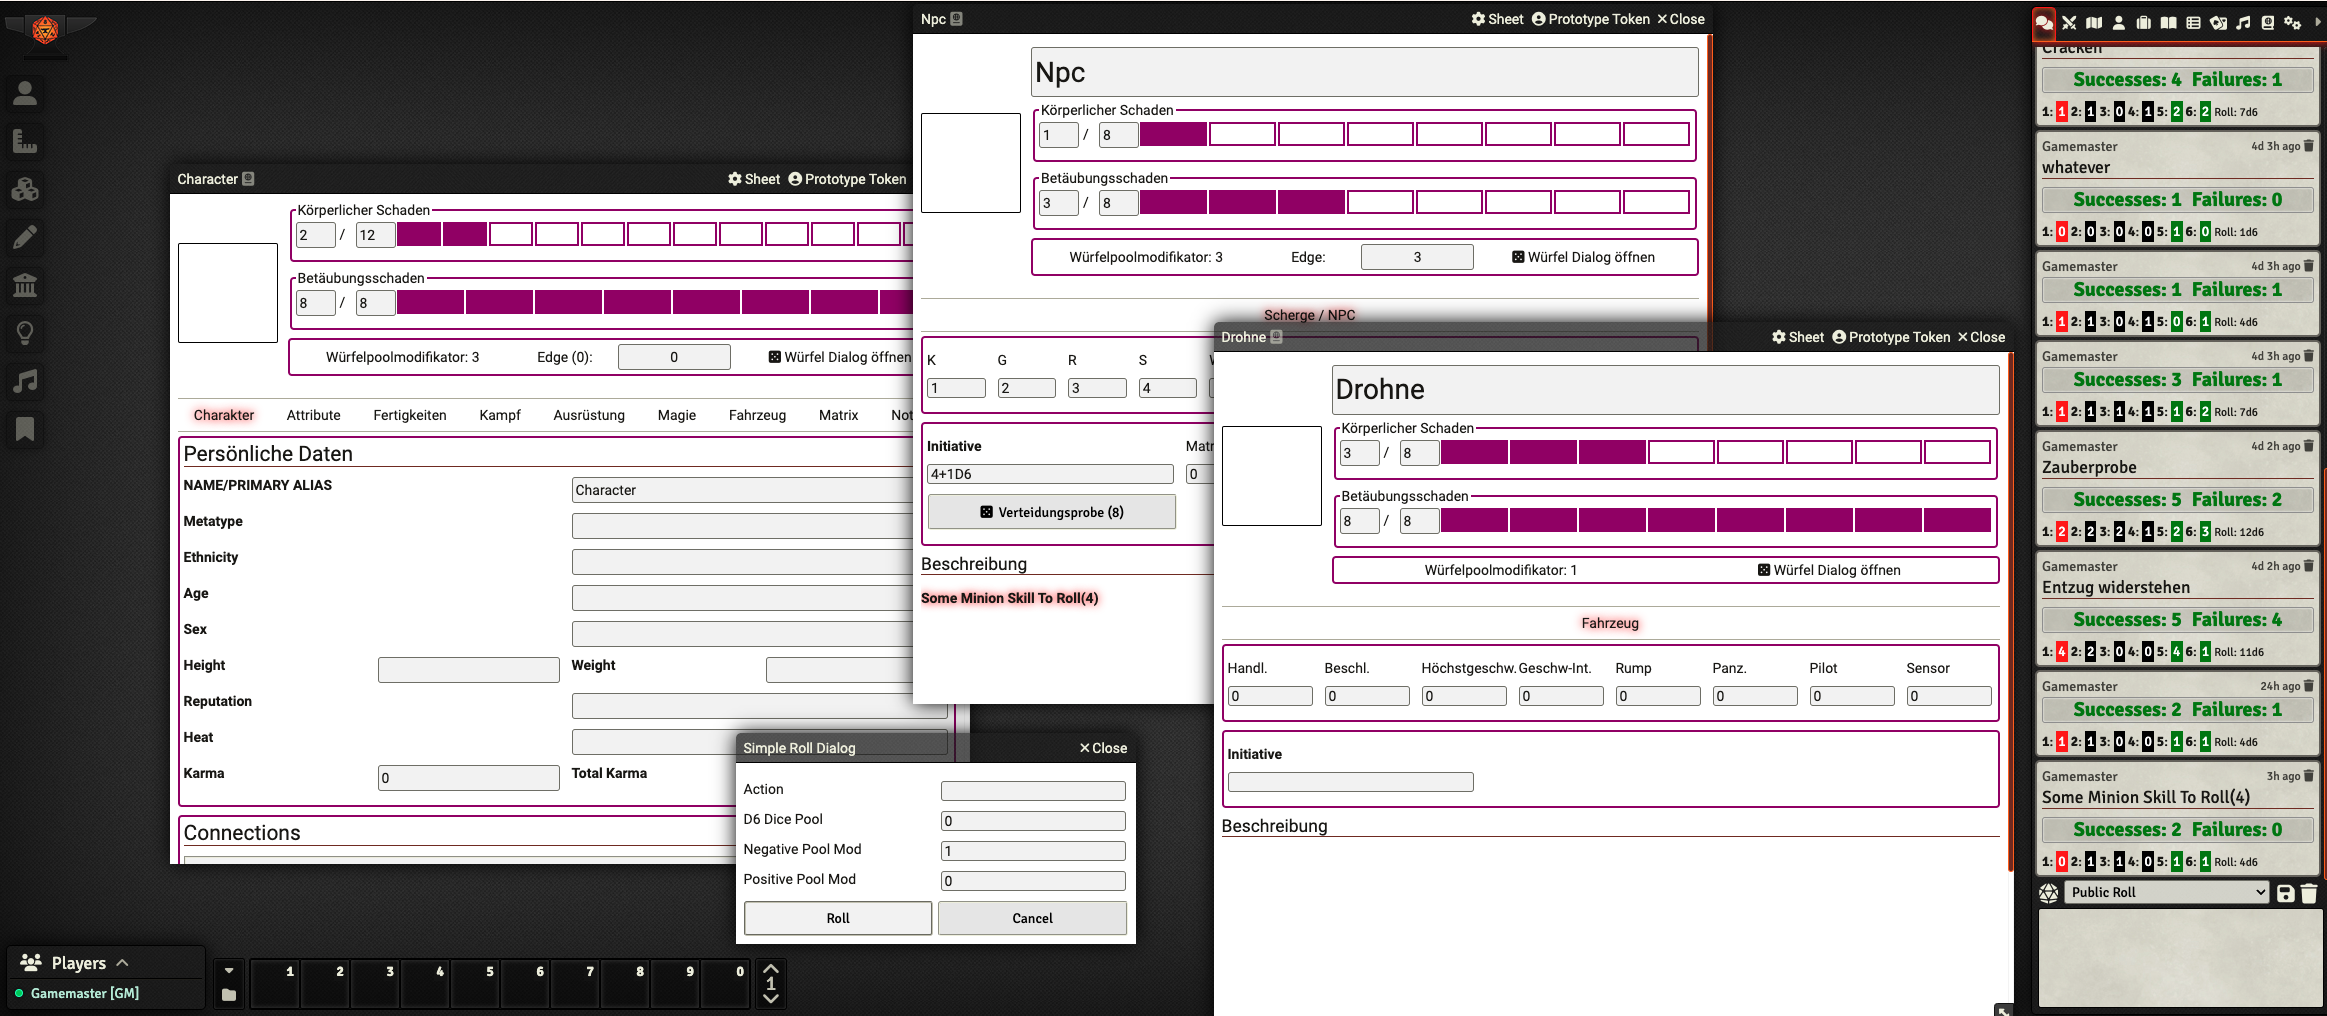 Character Sheet Prototype Token
Körperlicher Schaden
2 / 12
Betäubungsschaden
8 / 8
Würfelpoolmodifikator: 3 Edge (0): 0 Würfel Dialog öffnen
Charakter Attribute Fertigkeiten Kampf Ausrüstung Magie Fahrzeug Matrix Not
Persönliche Daten
NAME/PRIMARY ALIAS Character
Metatype
Ethnicity
Age
Sex
Height Weight
Reputation
Heat
Karma 0 Total Karma
Connections
Npc Sheet Prototype Token Close
Npc
Körperlicher Schaden
1 / 8
Betäubungsschaden
3 / 8
Würfelpoolmodifikator: 3 Edge: 3 Würfel Dialog öffnen
Scherge / NPC
K G R S
1 2 3 4
Initiative Matr
4+1D6 0
Verteidungsprobe (8)
Beschreibung
Some Minion Skill To Roll(4)
Drohne Sheet Prototype Token Close
Drohne
Körperlicher Schaden
3 / 8
Betäubungsschaden
8 / 8
Würfelpoolmodifikator: 1 Würfel Dialog öffnen
Fahrzeug
Handl. Beschl. Höchstgeschw. Geschw-Int. Rump Panz. Pilot Sensor
0 0 0 0 0 0 0 0
Initiative
Beschreibung
Simple Roll Dialog Close
Action
D6 Dice Pool 0
Negative Pool Mod 1
Positive Pool Mod 0
Roll Cancel
Players
Gamemaster [GM]
1 2 3 4 5 6 7 8 9 0
1
Cracken
Successes: 4 Failures: 1
1: 1 2: 1 3: 0 4: 1 5: 2 6: 2 Roll: 7d6
Gamemaster 4d 3h ago
whatever
Successes: 1 Failures: 0
1: 0 2: 0 3: 0 4: 0 5: 1 6: 0 Roll: 1d6
Gamemaster 4d 3h ago
Successes: 1 Failures: 1
1: 1 2: 1 3: 0 4: 1 5: 0 6: 1 Roll: 4d6
Gamemaster 4d 3h ago
Successes: 3 Failures: 1
1: 1 2: 1 3: 1 4: 1 5: 1 6: 2 Roll: 7d6
Gamemaster 4d 2h ago
Zauberprobe
Successes: 5 Failures: 2
1: 2 2: 2 3: 2 4: 1 5: 2 6: 3 Roll: 12d6
Gamemaster 4d 2h ago
Entzug widerstehen
Successes: 5 Failures: 4
1: 4 2: 2 3: 0 4: 0 5: 4 6: 1 Roll: 11d6
Gamemaster 24h ago
Successes: 2 Failures: 1
1: 1 2: 1 3: 0 4: 0 5: 1 6: 1 Roll: 4d6
Gamemaster 3h ago
Some Minion Skill To Roll(4)
Successes: 2 Failures: 0
1: 0 2: 1 3: 1 4: 0 5: 1 6: 1 Roll: 4d6
Public Roll